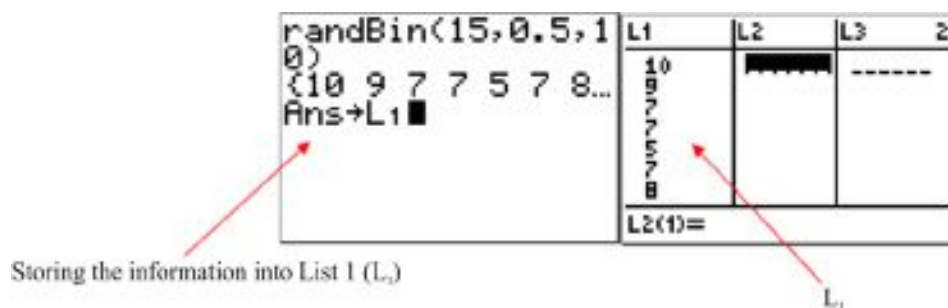 randBin(15,0.5,1
0)
{10 9 7 7 5 7 8...
Ans→L1
L1 L2 L3 2
10
9
7
7
5
7
8
L2(1)=
Storing the information into List 1 (L₁)
L₁